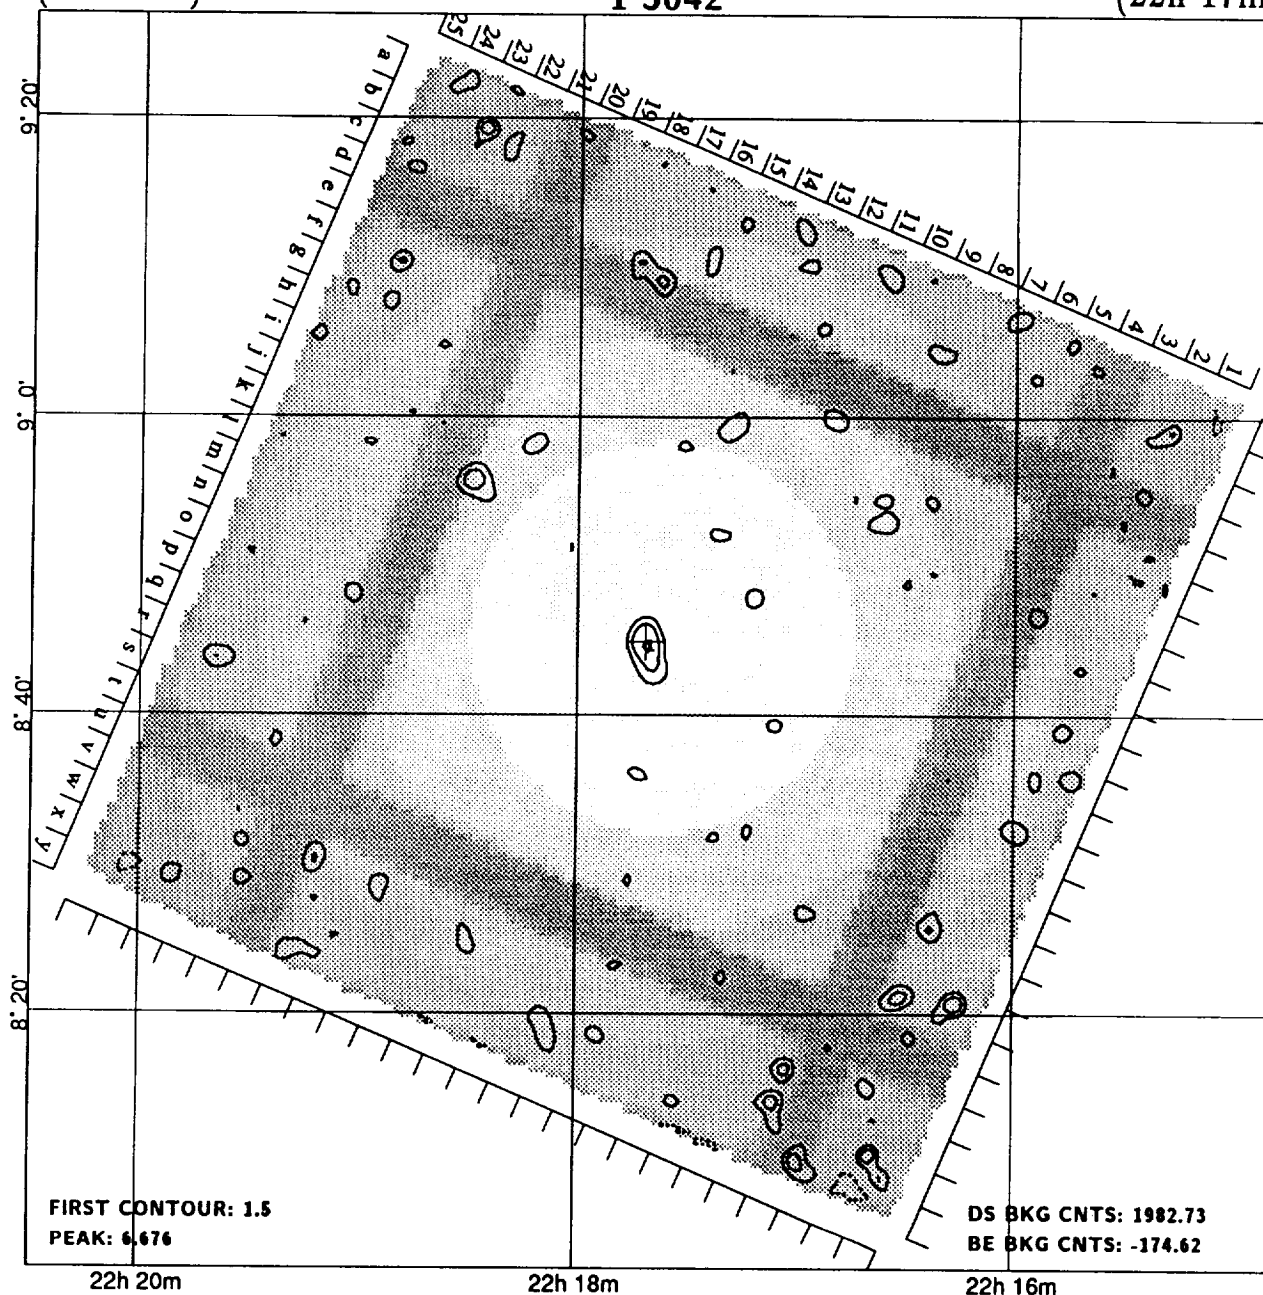 25 24 23 22 21 20 19 18 17 16 15 14 13 12 11 10 9 8 7 6 5 4 3 2 1
a b c d e f g h i j k l m n o p q r s t u v w x y
9° 20'
9° 0'
8° 40'
8° 20'
FIRST CONTOUR: 1.5
PEAK: 6.676
DS BKG CNTS: 1982.73
BE BKG CNTS: -174.62
22h 20m
22h 18m
22h 16m